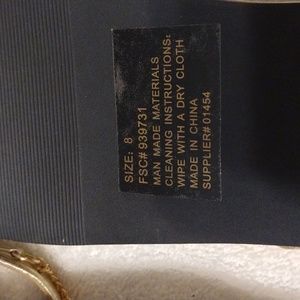 SIZE: 8
FSC# 939731
MAN MADE MATERIALS
CLEANING INSTRUCTIONS:
WIPE WITH A DRY CLOTH
MADE IN CHINA
SUPPLIER# 01454